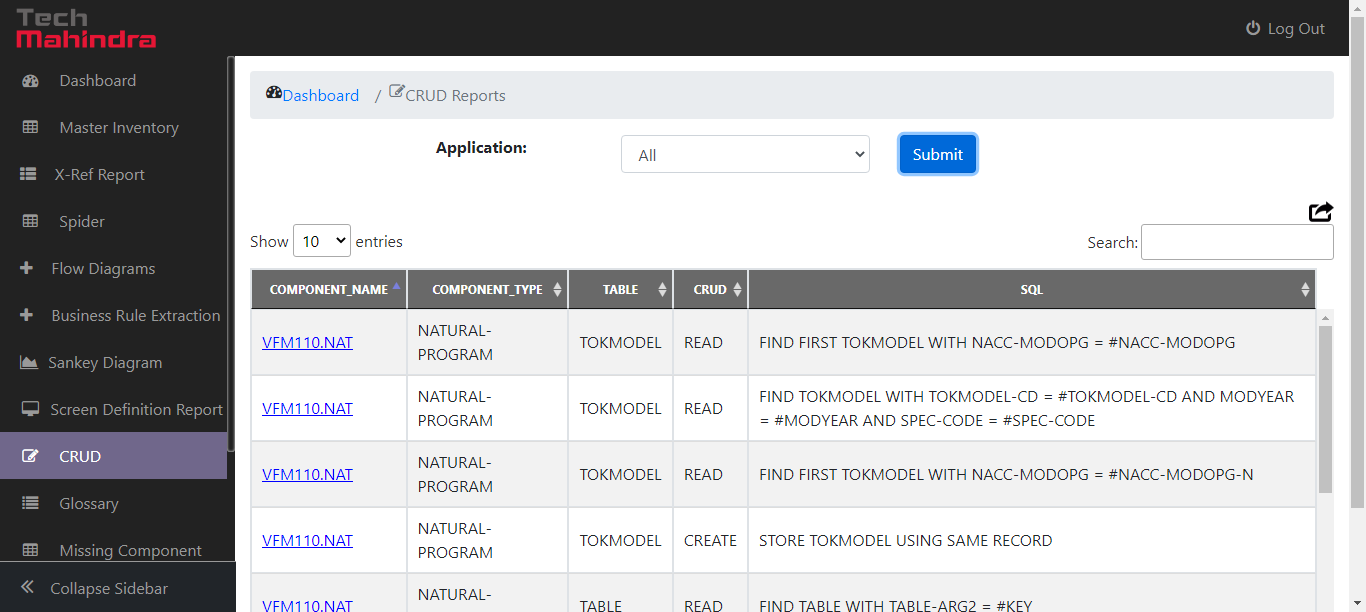 Tech
Mahindra
Log Out
Dashboard
Master Inventory
X-Ref Report
Spider
Flow Diagrams
Business Rule Extraction
Sankey Diagram
Screen Definition Report
CRUD
Glossary
Missing Component
Collapse Sidebar
Dashboard / CRUD Reports
Application: All Submit
Show 10 entries Search:
COMPONENT_NAME COMPONENT_TYPE TABLE CRUD SQL
VFM110.NAT NATURAL-PROGRAM TOKMODEL READ FIND FIRST TOKMODEL WITH NACC-MODOPG = #NACC-MODOPG
VFM110.NAT NATURAL-PROGRAM TOKMODEL READ FIND TOKMODEL WITH TOKMODEL-CD = #TOKMODEL-CD AND MODYEAR
= #MODYEAR AND SPEC-CODE = #SPEC-CODE
VFM110.NAT NATURAL-PROGRAM TOKMODEL READ FIND FIRST TOKMODEL WITH NACC-MODOPG = #NACC-MODOPG-N
VFM110.NAT NATURAL-PROGRAM TOKMODEL CREATE STORE TOKMODEL USING SAME RECORD
VFM110.NAT NATURAL- TABLE READ FIND TABLE WITH TABLE-ARG2 = #KEY